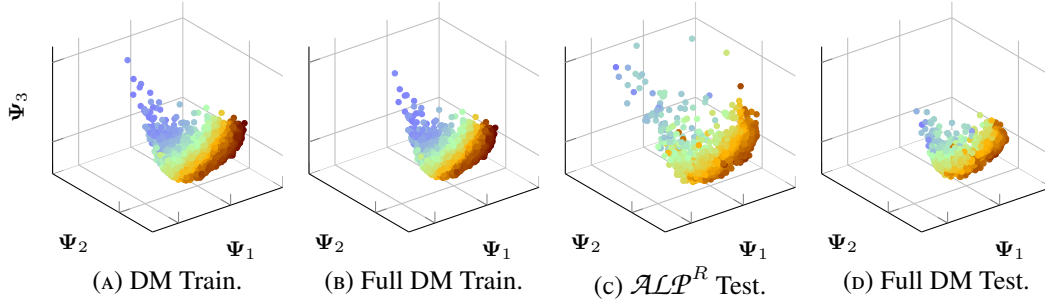 Ψ3
Ψ2 Ψ1 Ψ2 Ψ1 Ψ2 Ψ1 Ψ2 Ψ1
(A) DM Train. (B) Full DM Train. (C) ALP^R Test. (D) Full DM Test.